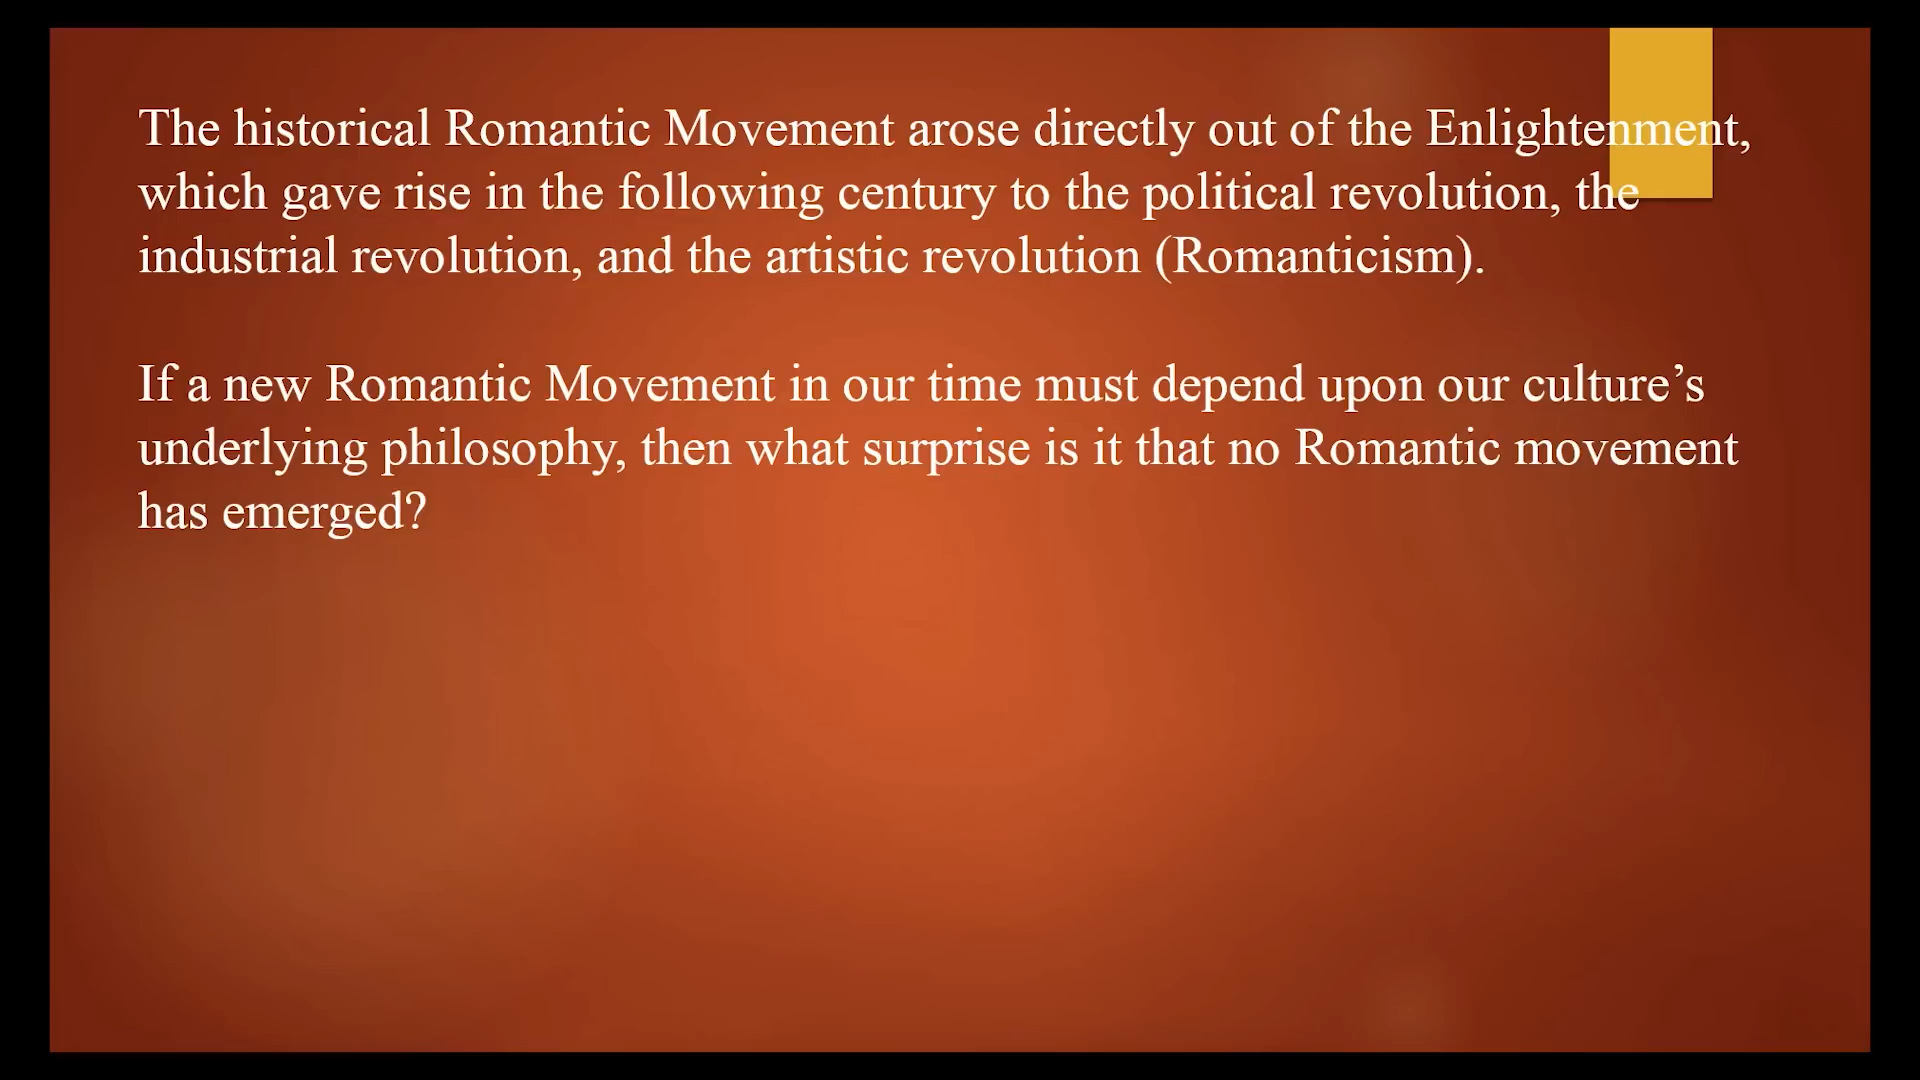 The historical Romantic Movement arose directly out of the Enlightenment,
which gave rise in the following century to the political revolution, the
industrial revolution, and the artistic revolution (Romanticism).
If a new Romantic Movement in our time must depend upon our culture’s
underlying philosophy, then what surprise is it that no Romantic movement
has emerged?